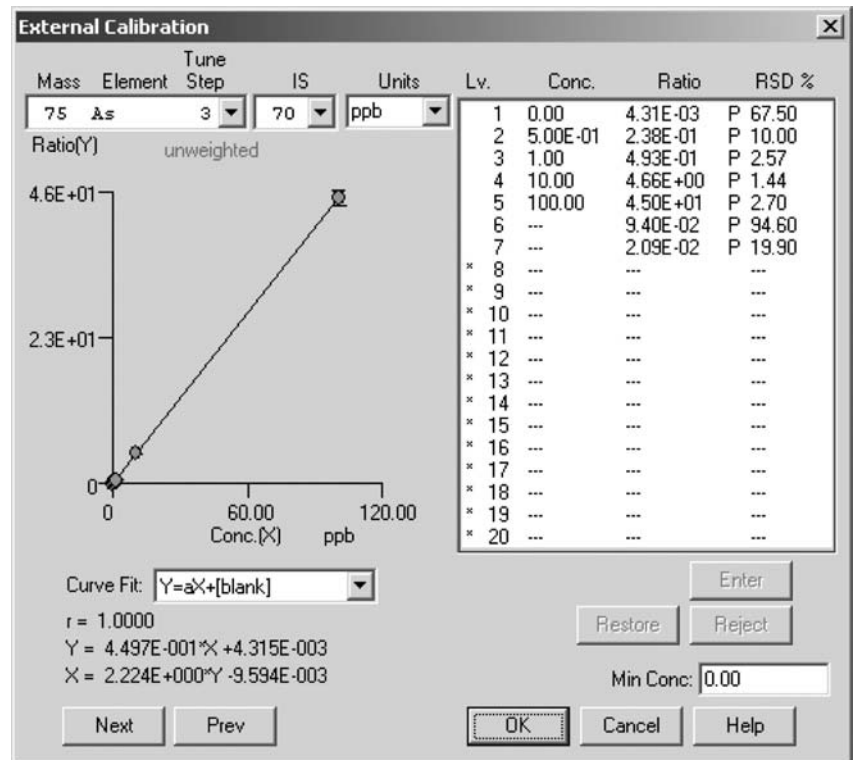 External Calibration
Mass Element Tune Step IS Units
75 As 3 70 ppb
Ratio(Y) unweighted
4.6E+01
2.3E+01
0
0 60.00 120.00
Conc.(X) ppb
Curve Fit: Y=aX+[blank]
r = 1.0000
Y = 4.497E-001*X +4.315E-003
X = 2.224E+000*Y -9.594E-003
Next Prev
Lv. Conc. Ratio RSD %
1 0.00 4.31E-03 P 67.50
2 5.00E-01 2.38E-01 P 10.00
3 1.00 4.93E-01 P 2.57
4 10.00 4.66E+00 P 1.44
5 100.00 4.50E+01 P 2.70
6 --- 9.40E-02 P 94.60
7 --- 2.09E-02 P 19.90
* 8 --- --- ---
* 9 --- --- ---
* 10 --- --- ---
* 11 --- --- ---
* 12 --- --- ---
* 13 --- --- ---
* 14 --- --- ---
* 15 --- --- ---
* 16 --- --- ---
* 17 --- --- ---
* 18 --- --- ---
* 19 --- --- ---
* 20 --- --- ---
Enter
Restore Reject
Min Conc: 0.00
OK Cancel Help